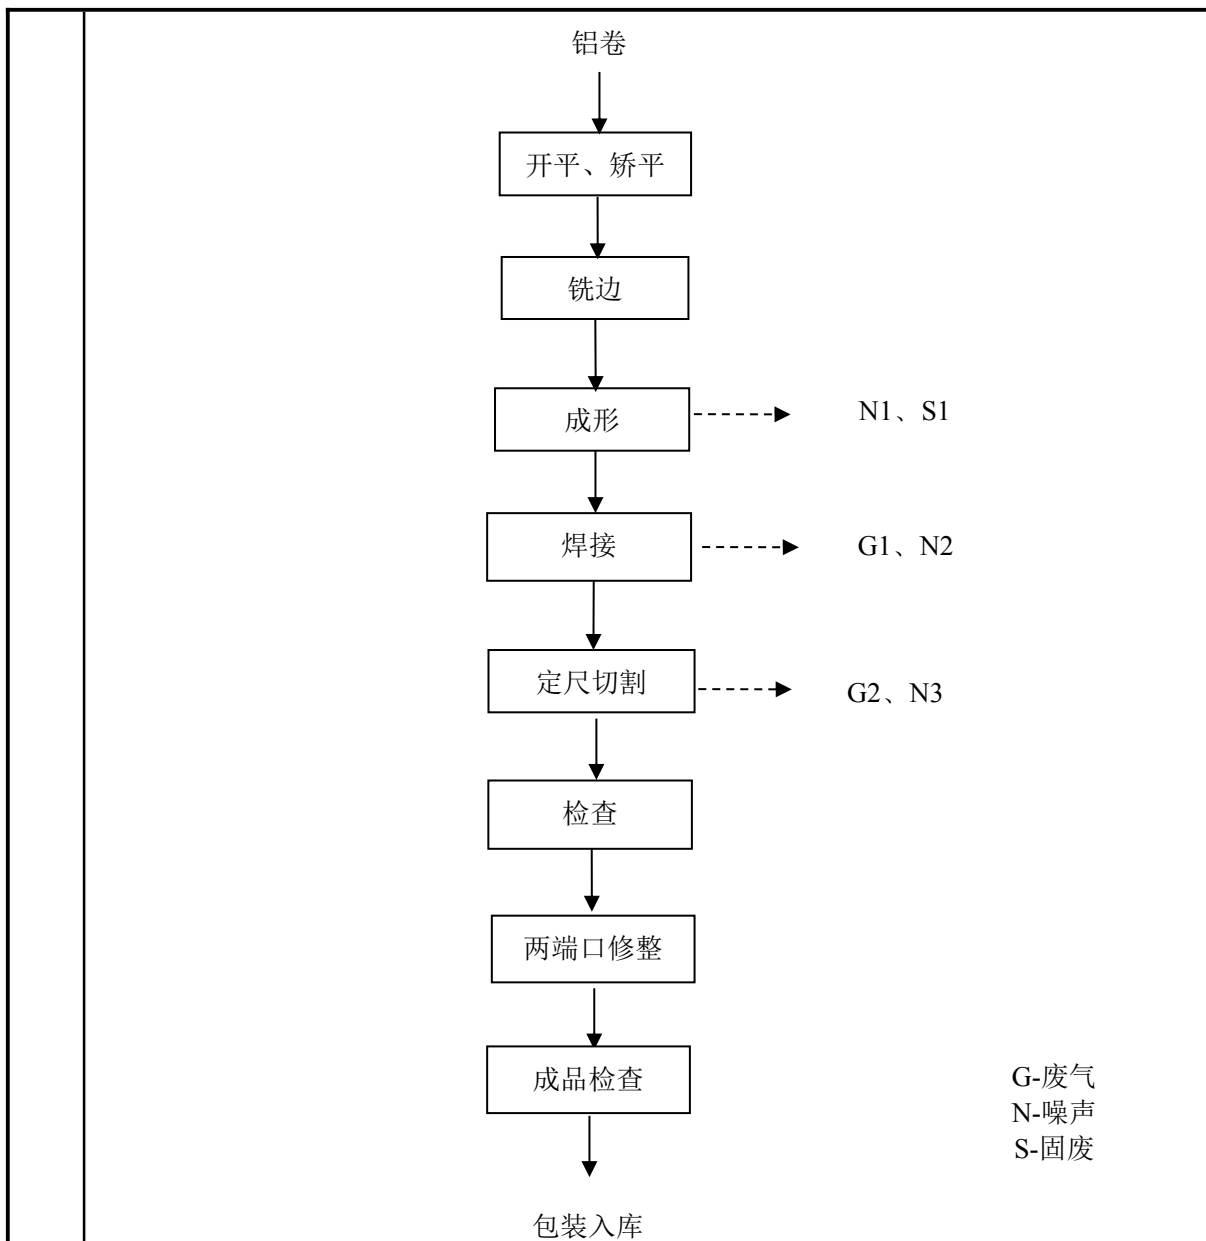 铝卷
开平、矫平
铣边
成形
N1、S1
焊接
G1、N2
定尺切割
G2、N3
检查
两端口修整
成品检查
G-废气
N-噪声
S-固废
包装入库